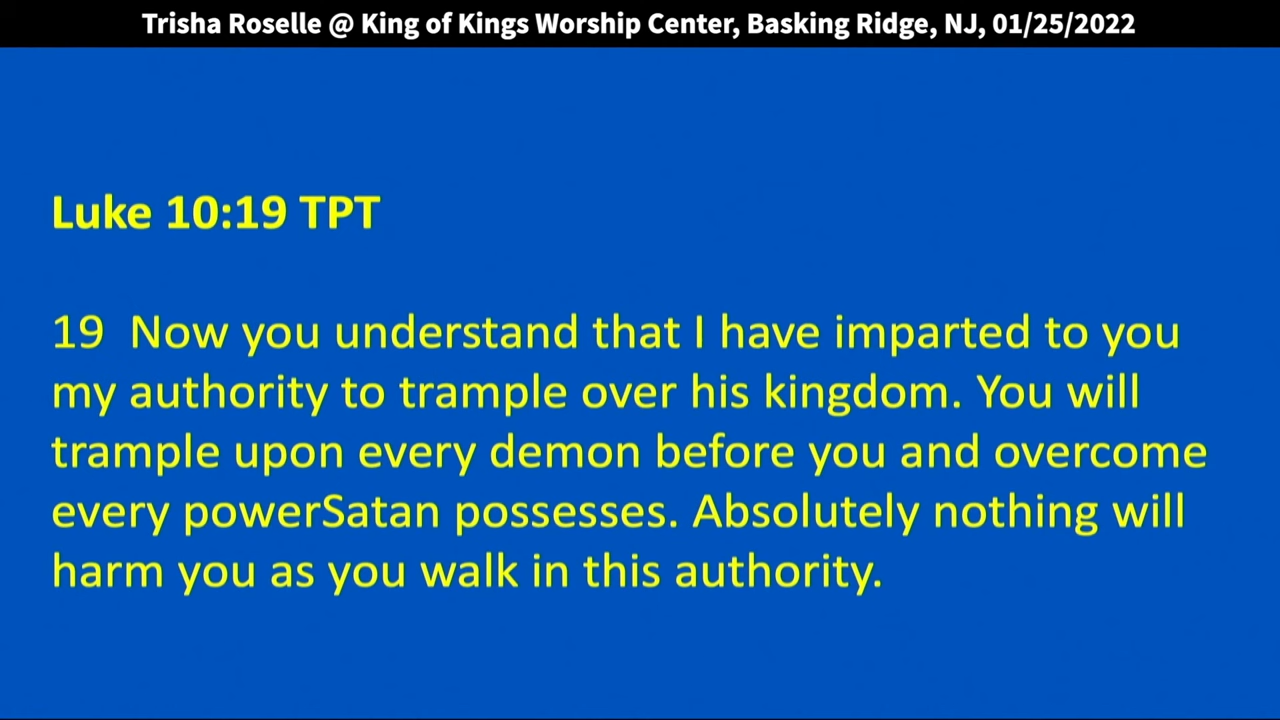 Trisha Roselle @ King of Kings Worship Center, Basking Ridge, NJ, 01/25/2022
Luke 10:19 TPT
19 Now you understand that I have imparted to you
my authority to trample over his kingdom. You will
trample upon every demon before you and overcome
every powerSatan possesses. Absolutely nothing will
harm you as you walk in this authority.